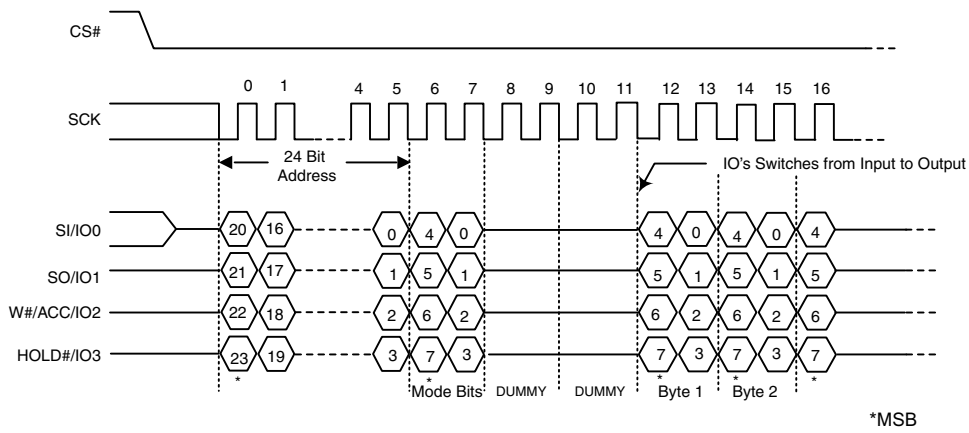 CS#
0 1 4 5 6 7 8 9 10 11 12 13 14 15 16
SCK
24 Bit
Address
IO's Switches from Input to Output
SI/IO0 20 16 0 4 0 4 0 4 0 4
SO/IO1 21 17 1 5 1 5 1 5 1 5
W#/ACC/IO2 22 18 2 6 2 6 2 6 2 6
HOLD#/IO3 23 19 3 7 3 7 3 7 3 7
* * * * *
Mode Bits DUMMY DUMMY Byte 1 Byte 2
*MSB